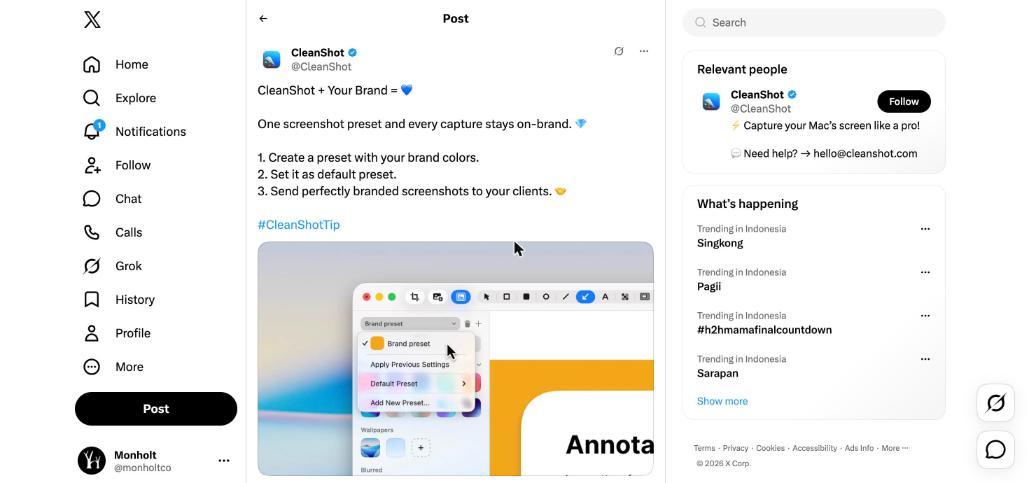 Home
Explore
1
Notifications
Follow
Chat
Calls
Grok
History
Profile
More
Post
Monholt
@monholtco
Post
CleanShot
@CleanShot
CleanShot + Your Brand = 💙
One screenshot preset and every capture stays on-brand. 💎
1. Create a preset with your brand colors.
2. Set it as default preset.
3. Send perfectly branded screenshots to your clients. 🤝
#CleanShotTip
Brand preset
Brand preset
Apply Previous Settings
Default Preset
Add New Preset...
Wallpapers
Blurred
Annota
Search
Relevant people
CleanShot
@CleanShot
Follow
⚡ Capture your Mac's screen like a pro!
💬 Need help? → hello@cleanshot.com
What's happening
Trending in Indonesia
Singkong
Trending in Indonesia
Pagii
Trending in Indonesia
#h2hmamafinalcountdown
Trending in Indonesia
Sarapan
Show more
Terms · Privacy · Cookies · Accessibility · Ads Info · More ···
© 2026 X Corp.